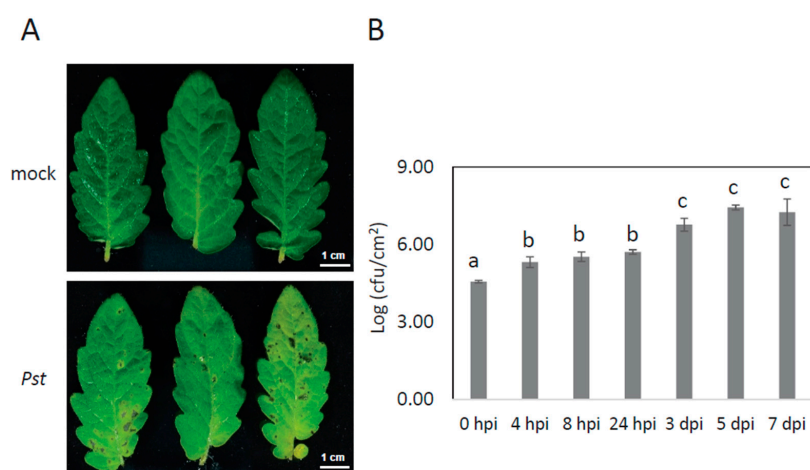 A
B
mock
1 cm
Pst
1 cm
Log (cfu/cm²)
9.00
6.00
3.00
0.00
a
b
b
b
c
c
c
0 hpi
4 hpi
8 hpi
24 hpi
3 dpi
5 dpi
7 dpi